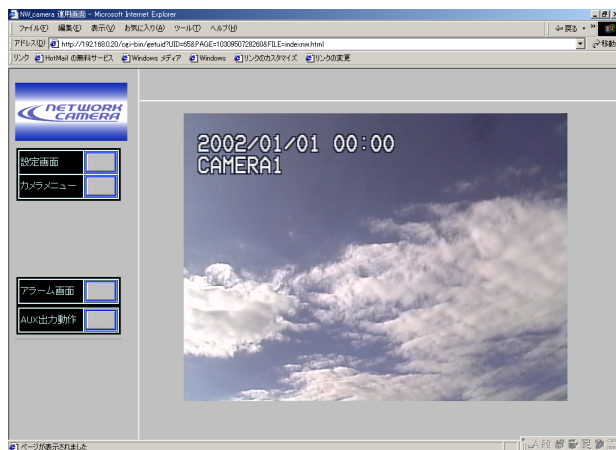 NW_camera 運用画面 - Microsoft Internet Explorer
ファイル(F) 編集(E) 表示(V) お気に入り(A) ツール(T) ヘルプ(H)
戻る
アドレス(D) http://192.168.0.20/cgi-bin/getuid?UID=65&PAGE=1030950728260&FILE=indexnw.html
移動
リンク HotMail の無料サービス Windows メディア Windows リンクのカスタマイズ リンクの変更
NETWORK
CAMERA
2002/01/01 00:00
CAMERA1
設定画面
カメラメニュー
アラーム画面
AUX出力動作
ページが表示されました